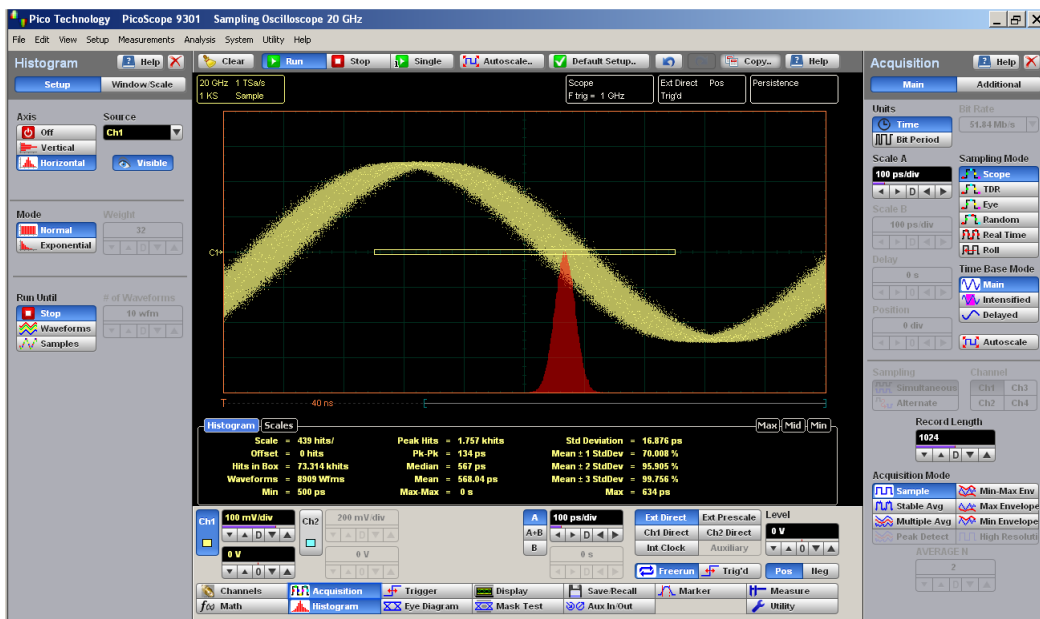 Pico Technology PicoScope 9301 Sampling Oscilloscope 20 GHz
File Edit View Setup Measurements Analysis System Utility Help
Histogram Help
Setup Window/Scale
Axis Source
Off Ch1
Vertical
Horizontal Visible
Mode Weight
Normal 32
Exponential D
Run Until # of Waveforms
Stop 10 wfm
Waveforms D
Samples
Clear Run Stop Single Autoscale.. Default Setup.. Copy.. Help
20 GHz 1 TSa/s
1 KS Sample
Scope
F trig = 1 GHz
Ext Direct Pos
Trig'd
Persistence
C1
T 40 ns
Histogram Scales Max Mid Min
Scale = 439 hits/ Peak Hits = 1.757 khits Std Deviation = 16.876 ps
Offset = 0 hits Pk-Pk = 134 ps Mean ± 1 StdDev = 70.008 %
Hits in Box = 73.314 khits Median = 567 ps Mean ± 2 StdDev = 95.905 %
Waveforms = 8909 Wfms Mean = 568.04 ps Mean ± 3 StdDev = 99.756 %
Min = 500 ps Max-Max = 0 s Max = 634 ps
Ch1 100 mV/div Ch2 200 mV/div A 100 ps/div Ext Direct Ext Prescale Level
D D A+B D Ch1 Direct Ch2 Direct 0 V
0 V 0 V B 0 s Int Clock Auxiliary 0
0 0 D Freerun Trig'd Pos Neg
Channels Acquisition Trigger Display Save/Recall Marker Measure
f(x) Math Histogram Eye Diagram Mask Test Aux In/Out Utility
Acquisition Help
Main Additional
Units Bit Rate
Time 51.84 Mb/s
Bit Period
Scale A Sampling Mode
100 ps/div Scope
D TDR
Scale B Eye
100 ps/div Random
D Real Time
Delay Roll
0 s Time Base Mode
0 Main
Position Intensified
0 div Delayed
D Autoscale
Sampling Channel
Simultaneous Ch1 Ch3
Alternate Ch2 Ch4
Record Length
1024
D
Acquisition Mode
Sample Min-Max Env
Stable Avg Max Envelope
Multiple Avg Min Envelope
Peak Detect High Resoluti
AVERAGE N
2
D